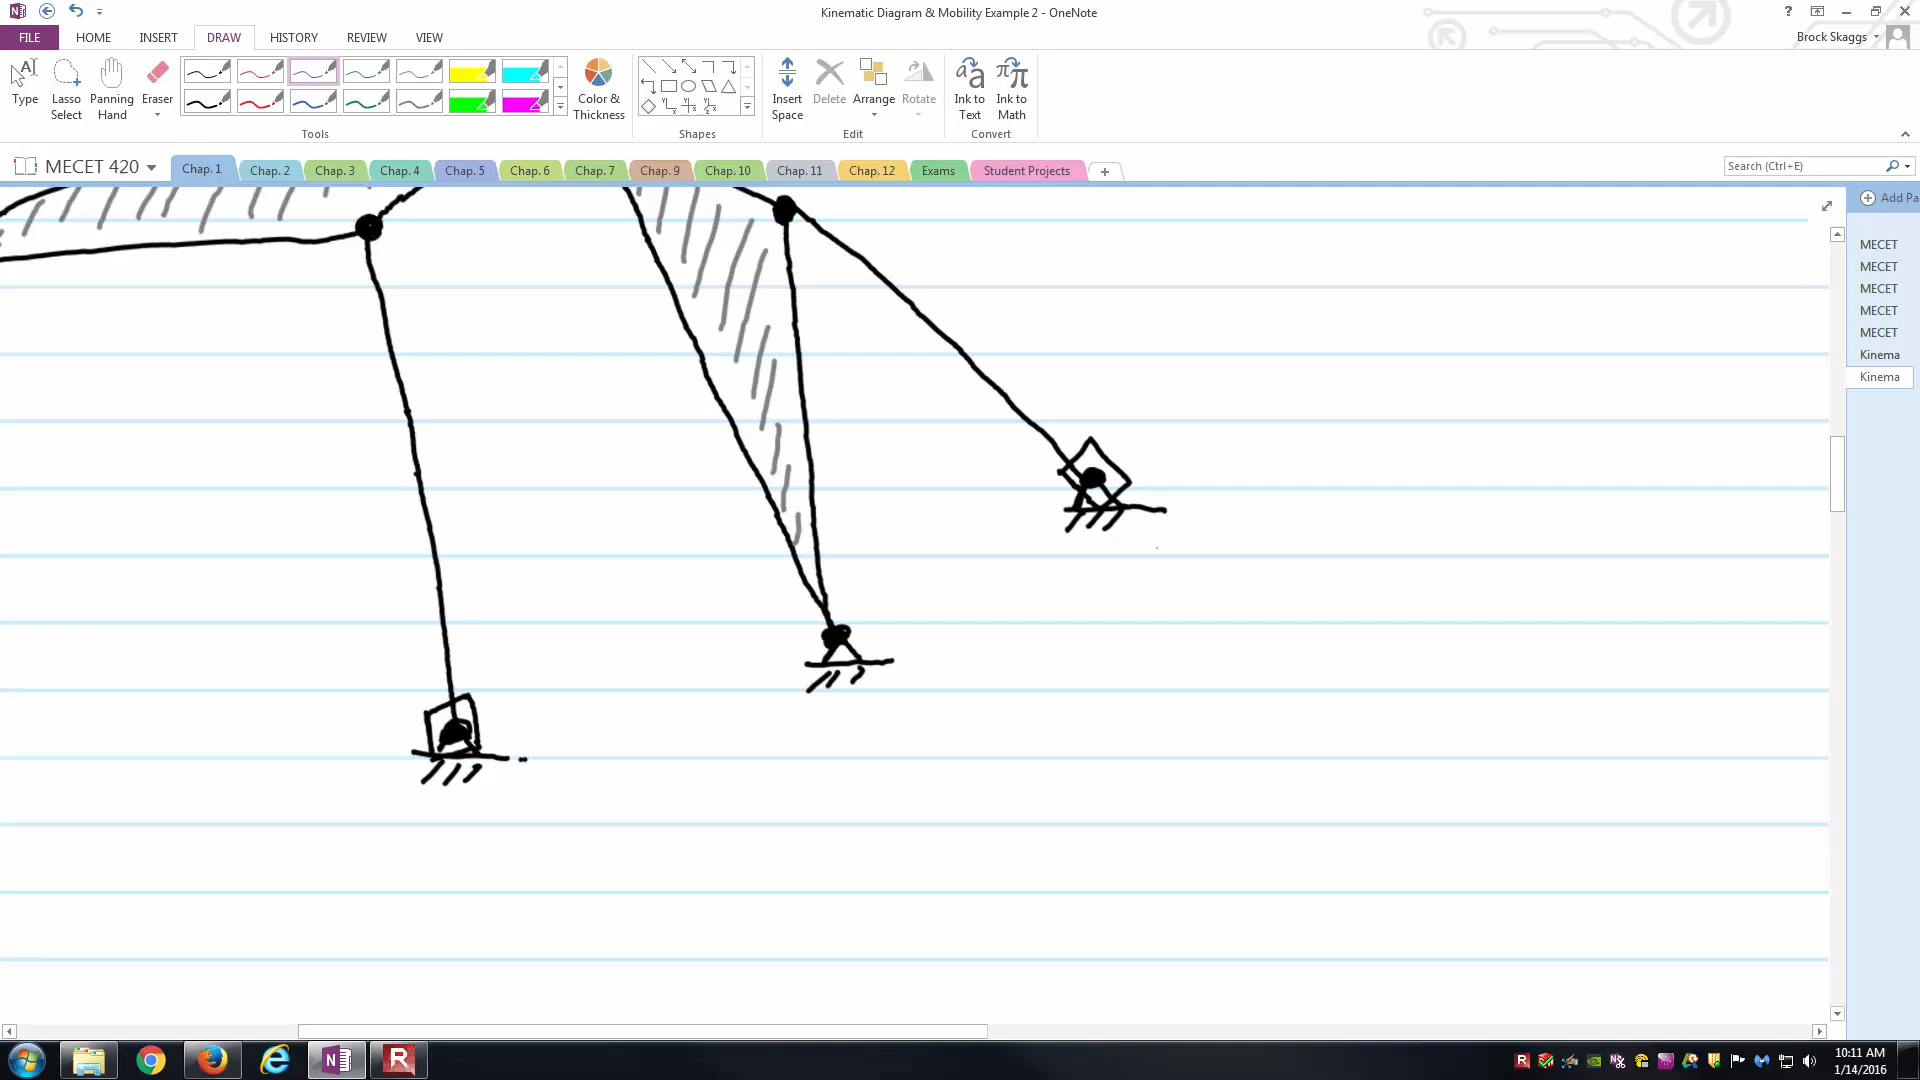 Kinematic Diagram & Mobility Example 2 - OneNote
FILE HOME INSERT DRAW HISTORY REVIEW VIEW
Brock Skaggs
Type
Lasso Select
Panning Hand
Eraser
Color & Thickness
Insert Space
Delete
Arrange
Rotate
Ink to Text
Ink to Math
Tools
Shapes
Edit
Convert
MECET 420
Chap. 1 Chap. 2 Chap. 3 Chap. 4 Chap. 5 Chap. 6 Chap. 7 Chap. 9 Chap. 10 Chap. 11 Chap. 12 Exams Student Projects
Search (Ctrl+E)
Add Pa
MECET
MECET
MECET
MECET
MECET
Kinema
Kinema
10:11 AM
1/14/2016